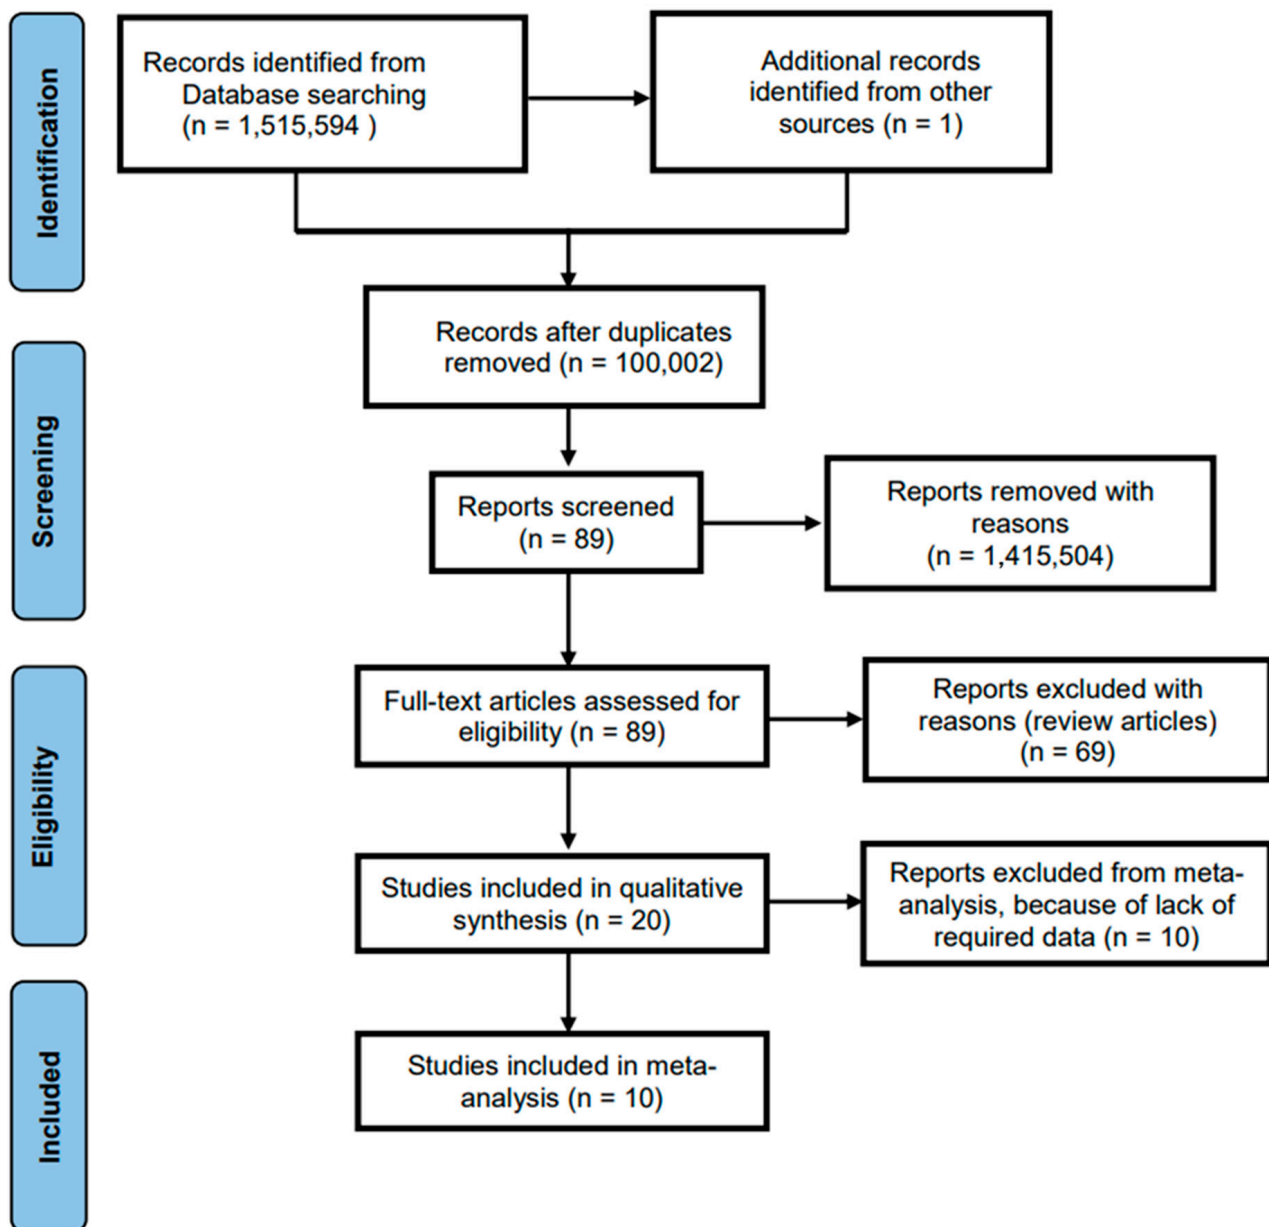 Identification
Records identified from
Database searching
(n = 1,515,594 )
Additional records
identified from other
sources (n = 1)
Records after duplicates
removed (n = 100,002)
Screening
Reports screened
(n = 89)
Reports removed with
reasons
(n = 1,415,504)
Eligibility
Full-text articles assessed for
eligibility (n = 89)
Reports excluded with
reasons (review articles)
(n = 69)
Studies included in qualitative
synthesis (n = 20)
Reports excluded from meta-
analysis, because of lack of
required data (n = 10)
Included
Studies included in meta-
analysis (n = 10)